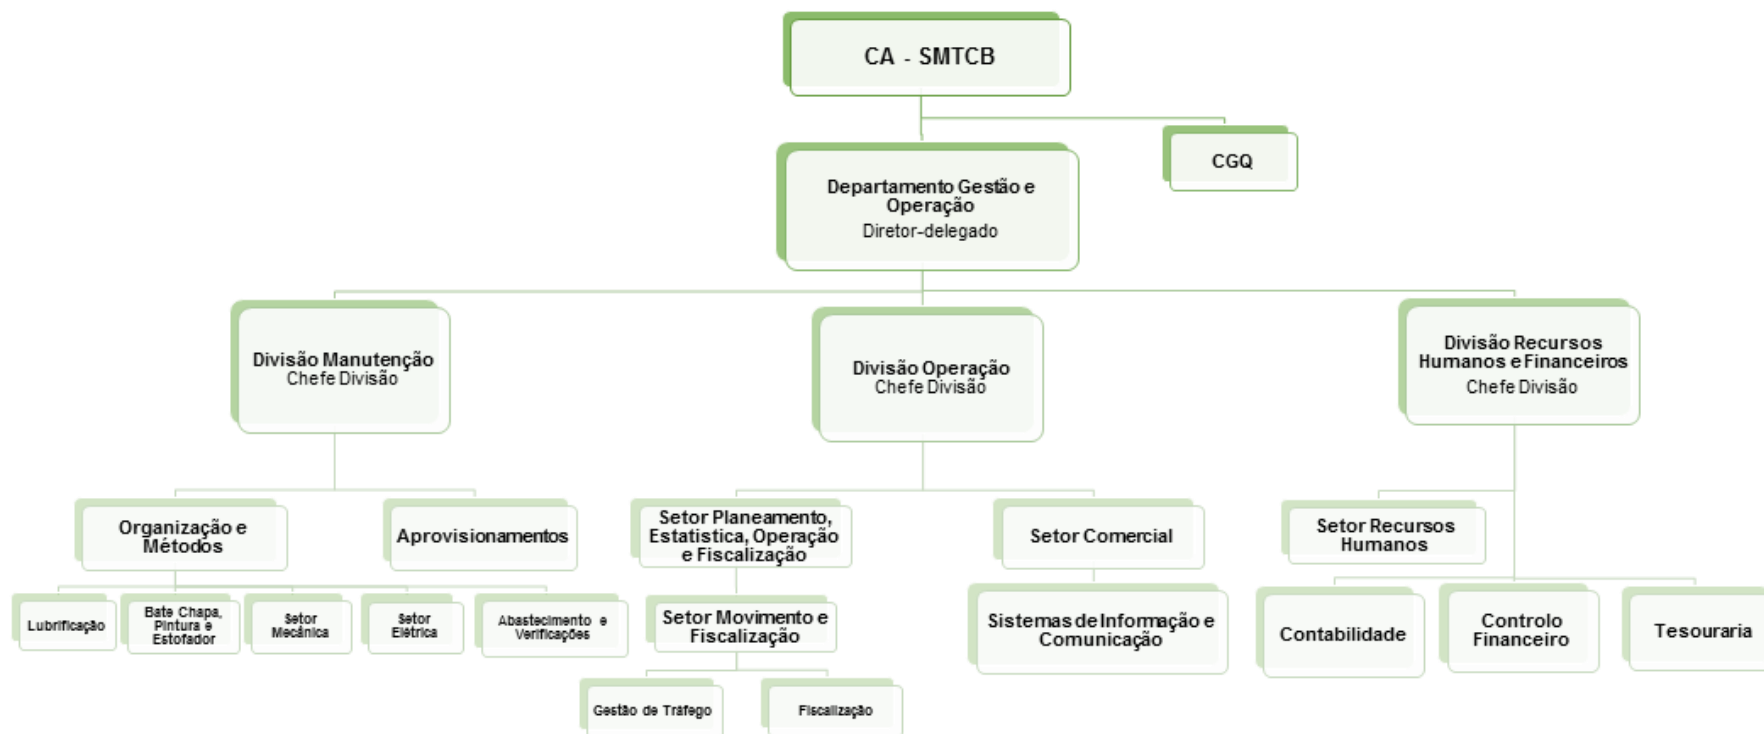 CA - SMTCB
CGQ
Departamento Gestão e
Operação
Diretor-delegado
Divisão Manutenção
Chefe Divisão
Divisão Operação
Chefe Divisão
Divisão Recursos
Humanos e Financeiros
Chefe Divisão
Organização e
Métodos
Aprovisionamentos
Setor Planeamento,
Estatistica, Operação
e Fiscalização
Setor Comercial
Setor Recursos
Humanos
Lubrificação
Bate Chapa,
Pintura e
Estofador
Setor
Mecânica
Setor
Elétrica
Abastecimento e
Verificações
Setor Movimento e
Fiscalização
Sistemas de Informação e
Comunicação
Contabilidade
Controlo
Financeiro
Tesouraria
Gestão de Tráfego
Fiscalização